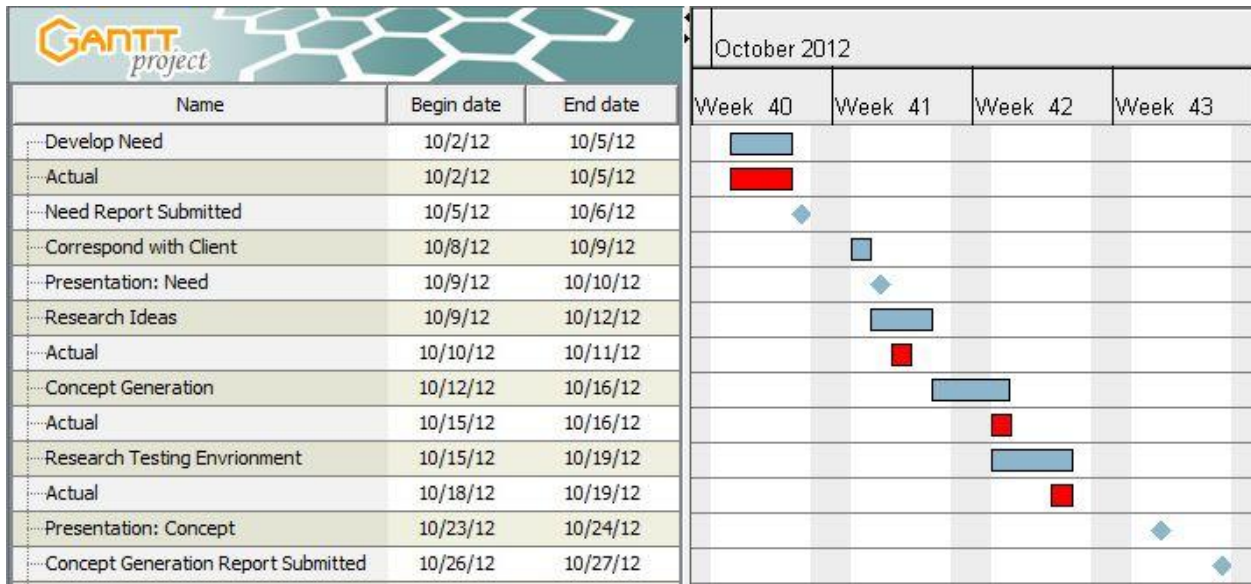 GANTT
project
October 2012
Name Begin date End date
Week 40 Week 41 Week 42 Week 43
Develop Need 10/2/12 10/5/12
Actual 10/2/12 10/5/12
Need Report Submitted 10/5/12 10/6/12
Correspond with Client 10/8/12 10/9/12
Presentation: Need 10/9/12 10/10/12
Research Ideas 10/9/12 10/12/12
Actual 10/10/12 10/11/12
Concept Generation 10/12/12 10/16/12
Actual 10/15/12 10/16/12
Research Testing Envrionment 10/15/12 10/19/12
Actual 10/18/12 10/19/12
Presentation: Concept 10/23/12 10/24/12
Concept Generation Report Submitted 10/26/12 10/27/12